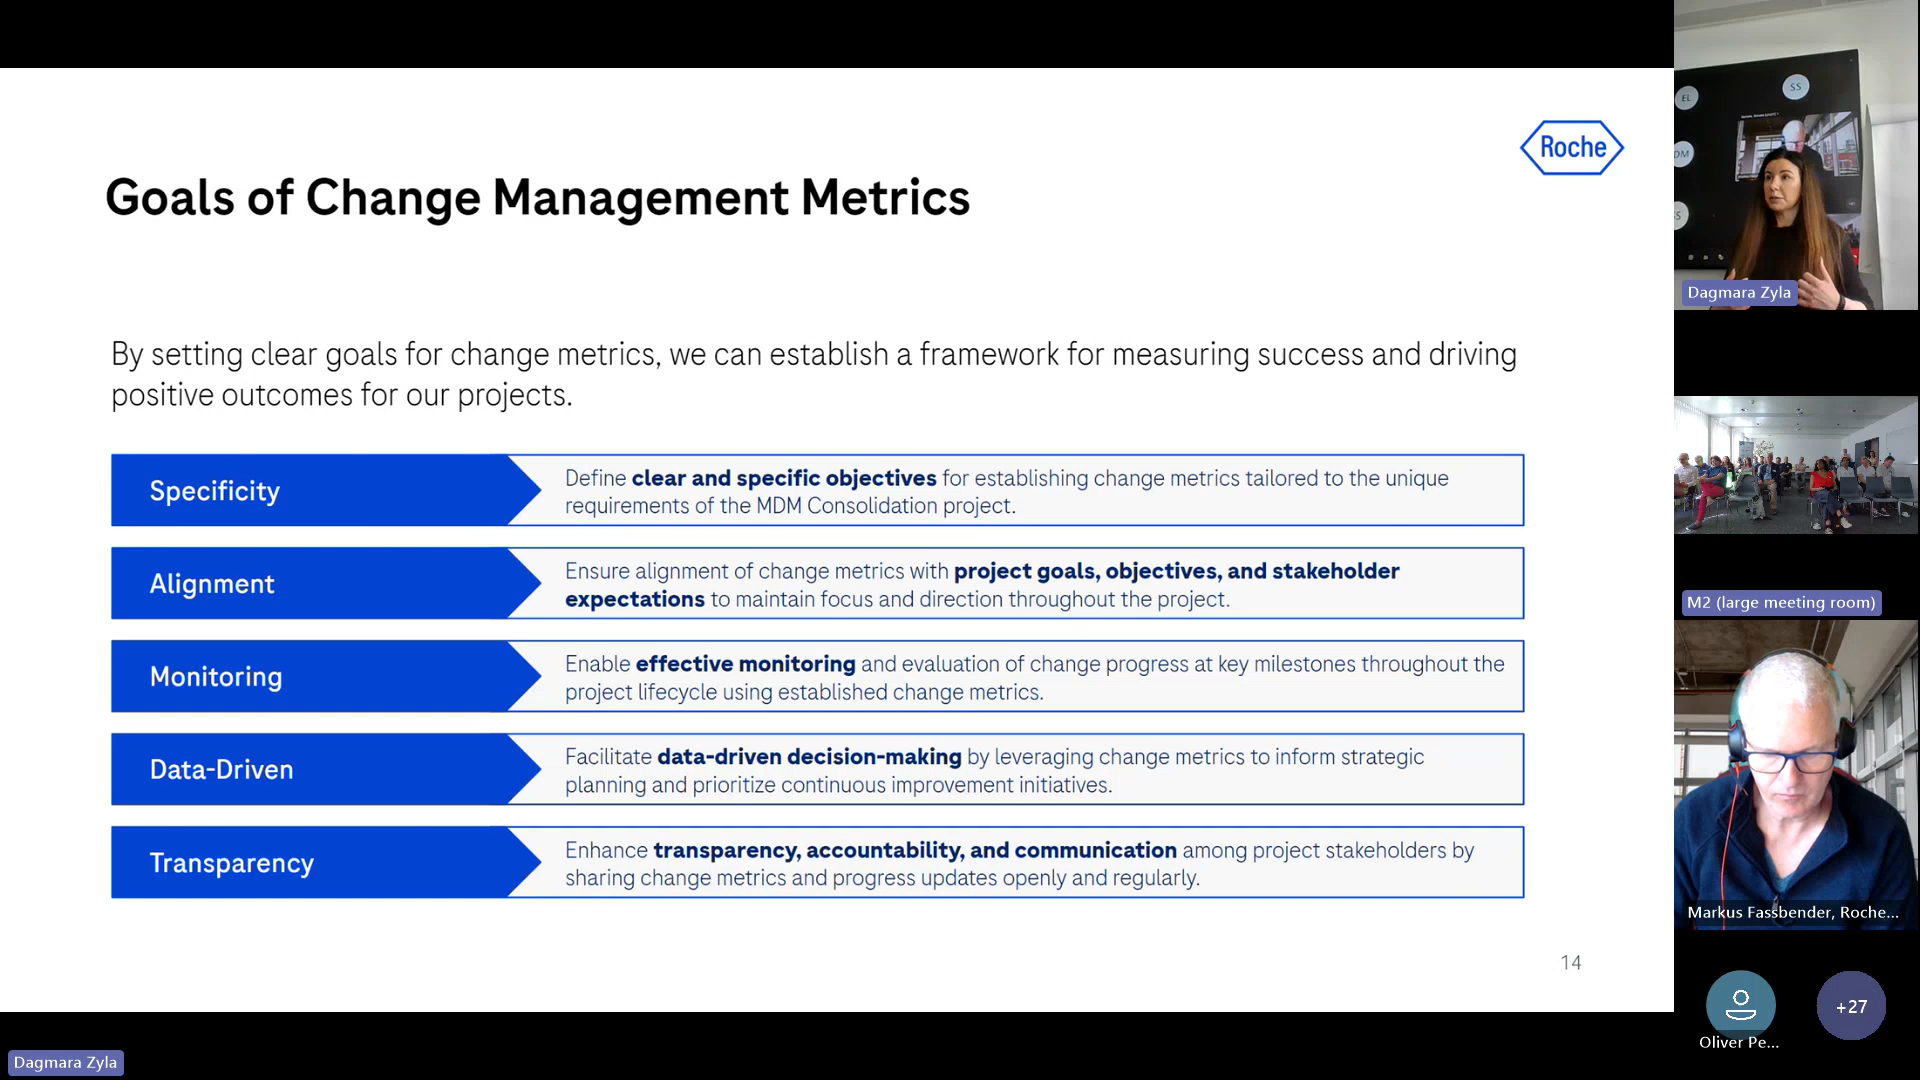 Roche
Goals of Change Management Metrics
By setting clear goals for change metrics, we can establish a framework for measuring success and driving
positive outcomes for our projects.
Specificity
Define clear and specific objectives for establishing change metrics tailored to the unique
requirements of the MDM Consolidation project.
Alignment
Ensure alignment of change metrics with project goals, objectives, and stakeholder
expectations to maintain focus and direction throughout the project.
Monitoring
Enable effective monitoring and evaluation of change progress at key milestones throughout the
project lifecycle using established change metrics.
Data-Driven
Facilitate data-driven decision-making by leveraging change metrics to inform strategic
planning and prioritize continuous improvement initiatives.
Transparency
Enhance transparency, accountability, and communication among project stakeholders by
sharing change metrics and progress updates openly and regularly.
14
Dagmara Zyla
EL
SS
DM
S
Dagmara Zyla
M2 (large meeting room)
Markus Fassbender, Roche...
Oliver Pe...
+27